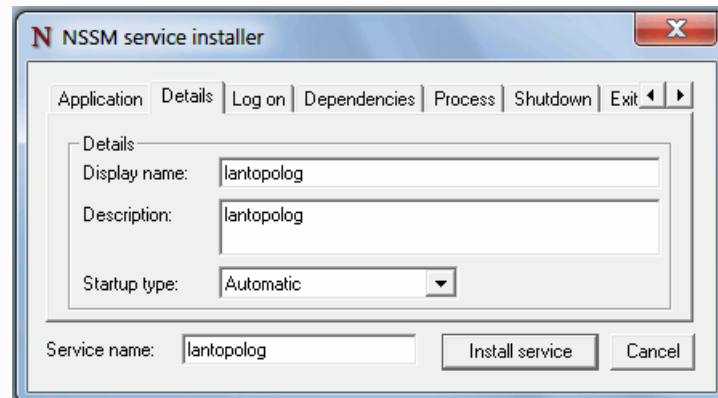 N NSSM service installer
Application Details Log on Dependencies Process Shutdown Exit
Details
Display name: lantopolog
Description: lantopolog
Startup type: Automatic
Service name: lantopolog Install service Cancel